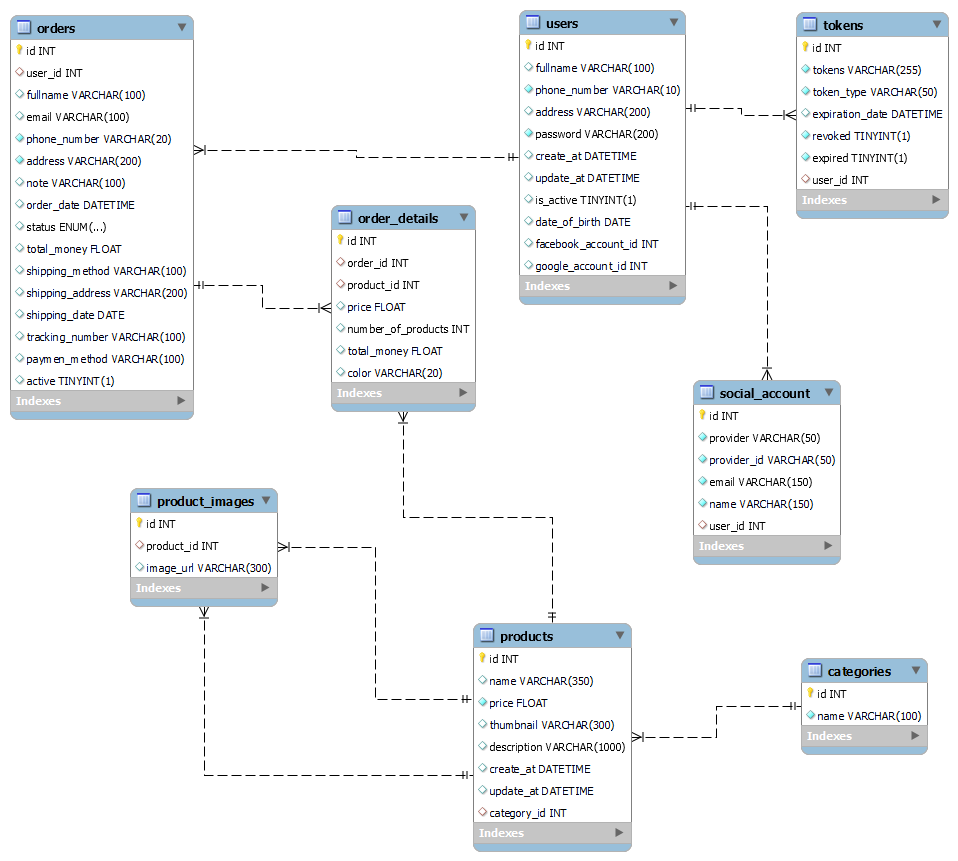 orders
id INT
user_id INT
fullname VARCHAR(100)
email VARCHAR(100)
phone_number VARCHAR(20)
address VARCHAR(200)
note VARCHAR(100)
order_date DATETIME
status ENUM(...)
total_money FLOAT
shipping_method VARCHAR(100)
shipping_address VARCHAR(200)
shipping_date DATE
tracking_number VARCHAR(100)
paymen_method VARCHAR(100)
active TINYINT(1)
Indexes
order_details
id INT
order_id INT
product_id INT
price FLOAT
number_of_products INT
total_money FLOAT
color VARCHAR(20)
Indexes
users
id INT
fullname VARCHAR(100)
phone_number VARCHAR(10)
address VARCHAR(200)
password VARCHAR(200)
create_at DATETIME
update_at DATETIME
is_active TINYINT(1)
date_of_birth DATE
facebook_account_id INT
google_account_id INT
Indexes
tokens
id INT
tokens VARCHAR(255)
token_type VARCHAR(50)
expiration_date DATETIME
revoked TINYINT(1)
expired TINYINT(1)
user_id INT
Indexes
social_account
id INT
provider VARCHAR(50)
provider_id VARCHAR(50)
email VARCHAR(150)
name VARCHAR(150)
user_id INT
Indexes
product_images
id INT
product_id INT
image_url VARCHAR(300)
Indexes
products
id INT
name VARCHAR(350)
price FLOAT
thumbnail VARCHAR(300)
description VARCHAR(1000)
create_at DATETIME
update_at DATETIME
category_id INT
Indexes
categories
id INT
name VARCHAR(100)
Indexes